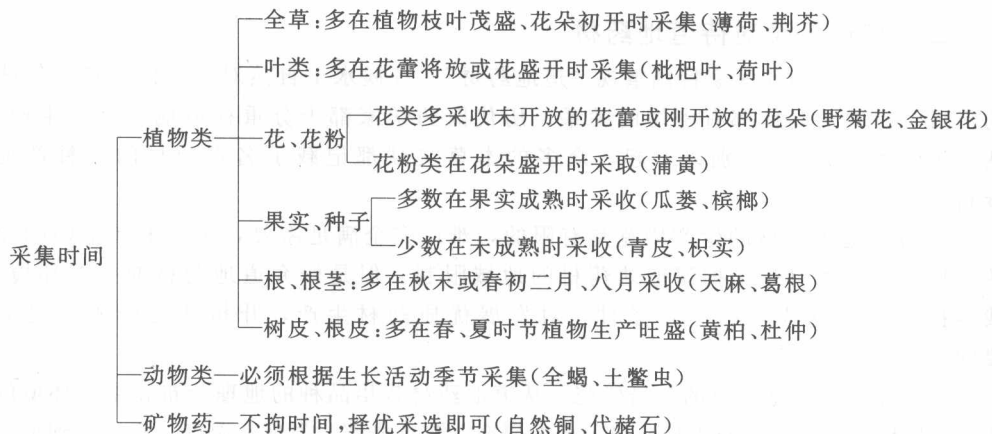 全草:多在植物枝叶茂盛、花朵初开时采集(薄荷、荆芥)
叶类:多在花蕾将放或花盛开时采集(枇杷叶、荷叶)
花类多采收未开放的花蕾或刚开放的花朵(野菊花、金银花)
植物类
花、花粉
花粉类在花朵盛开时采取(蒲黄)
多数在果实成熟时采收(瓜蒌、槟榔)
果实、种子
采集时间
少数在未成熟时采收(青皮、枳实)
根、根茎:多在秋末或春初二月、八月采收(天麻、葛根)
树皮、根皮:多在春、夏时节植物生产旺盛(黄柏、杜仲)
动物类
必须根据生长活动季节采集(全蝎、土鳖虫)
矿物药
不拘时间,择优采选即可(自然铜、代赭石)